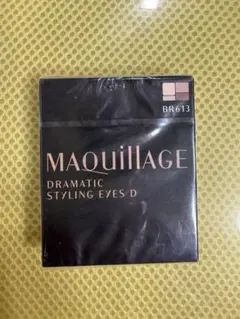 BR613
MAQuillAGE
DRAMATIC
STYLING EYES D